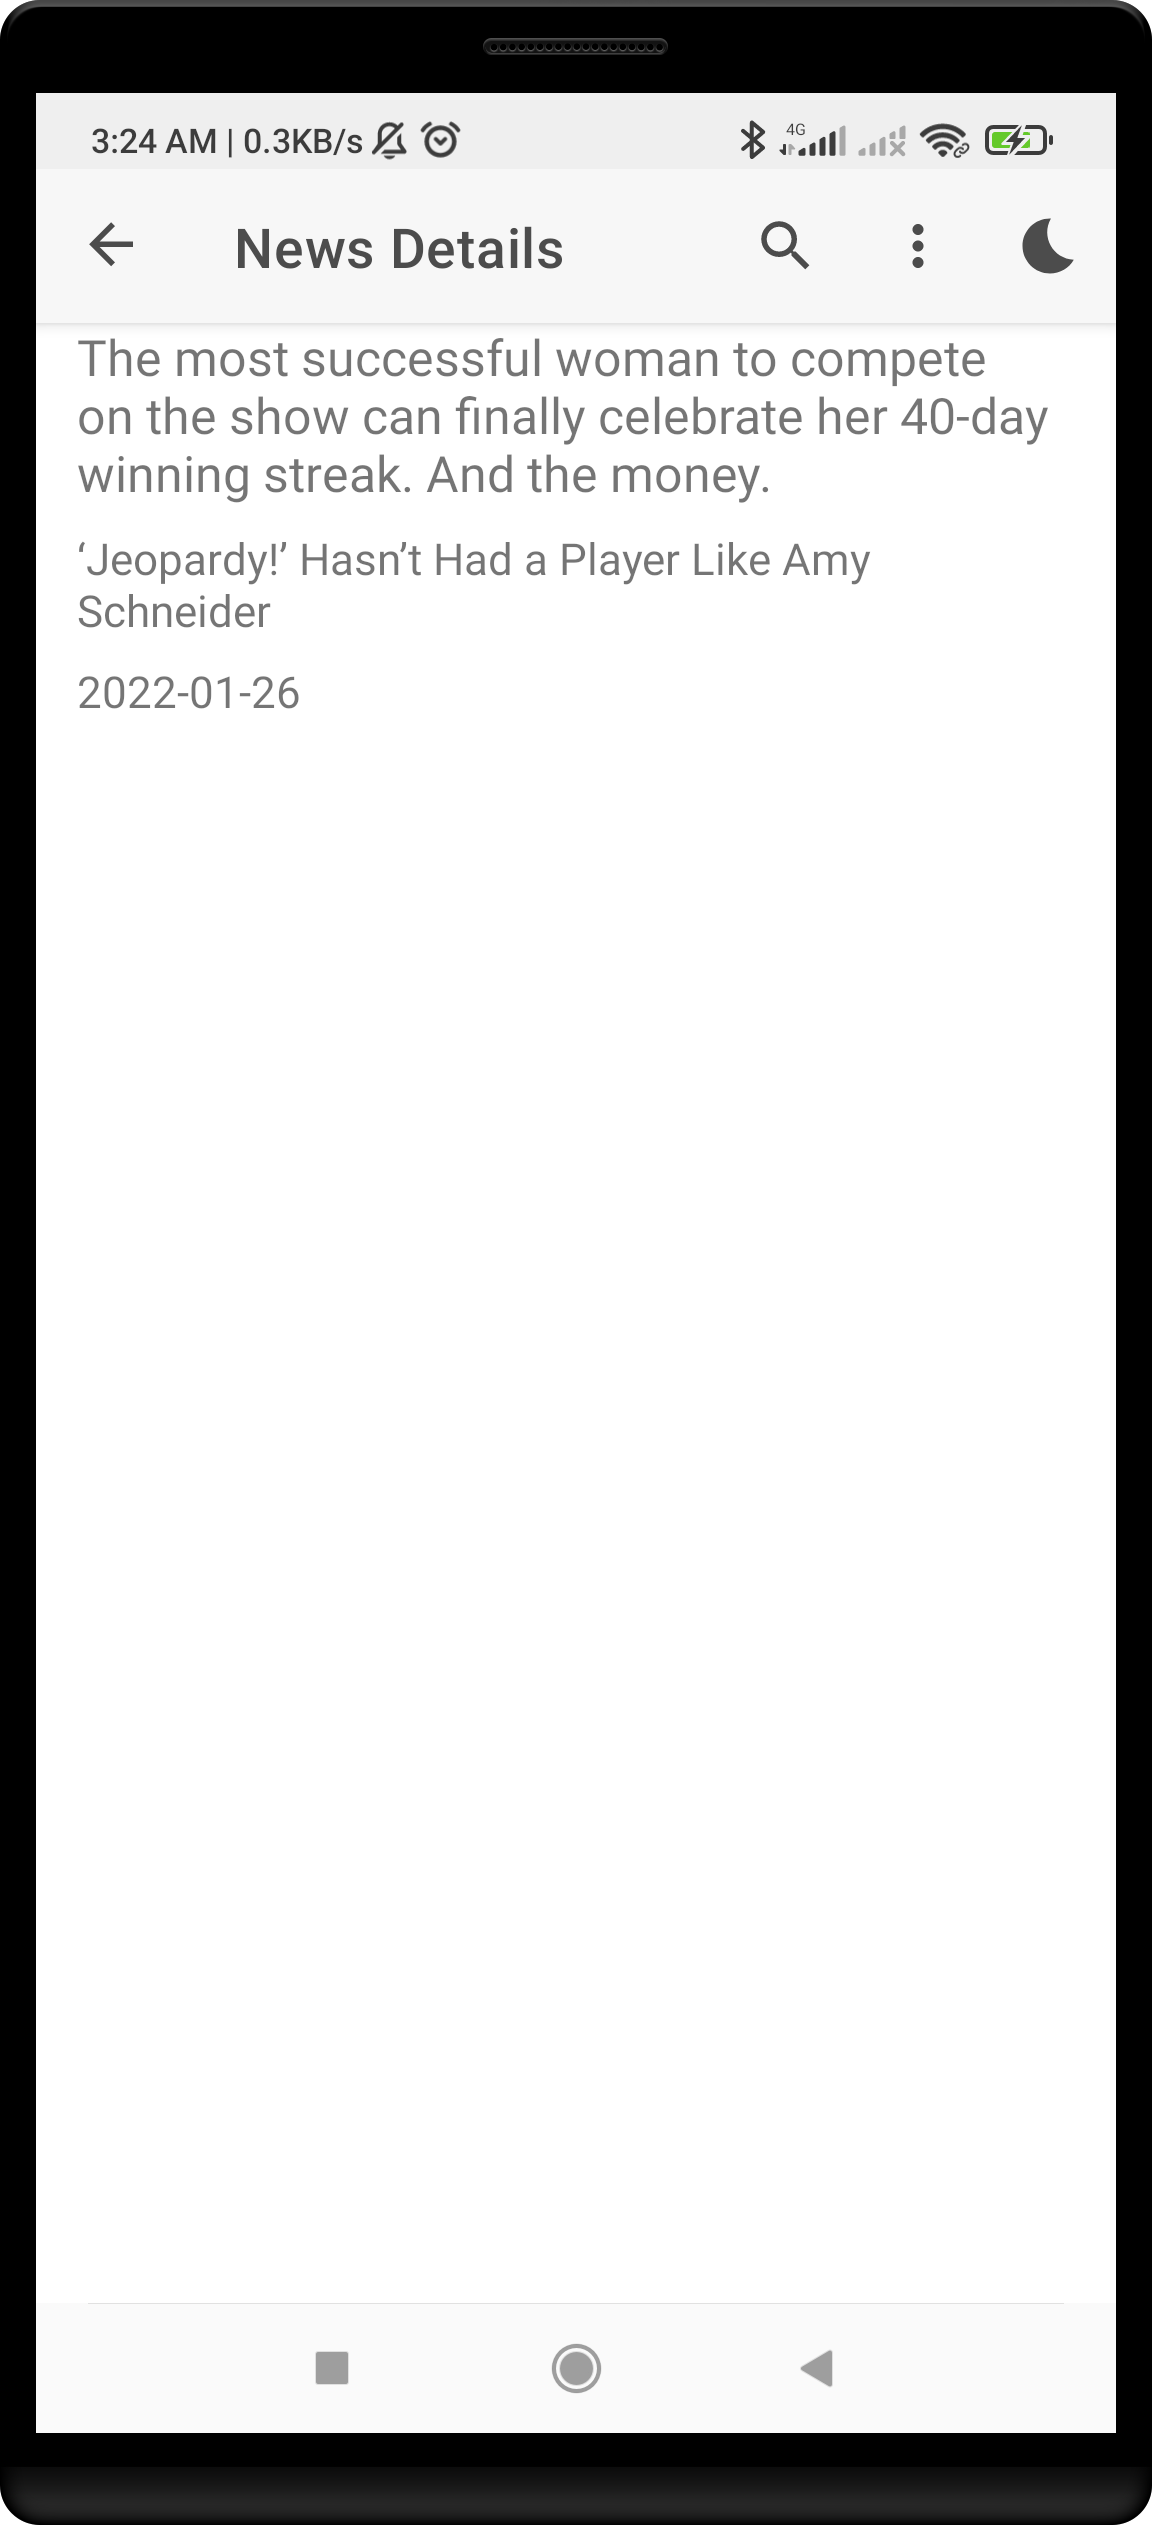 3:24 AM | 0.3KB/s
4G
News Details
The most successful woman to compete
on the show can finally celebrate her 40-day
winning streak. And the money.
‘Jeopardy!’ Hasn’t Had a Player Like Amy
Schneider
2022-01-26